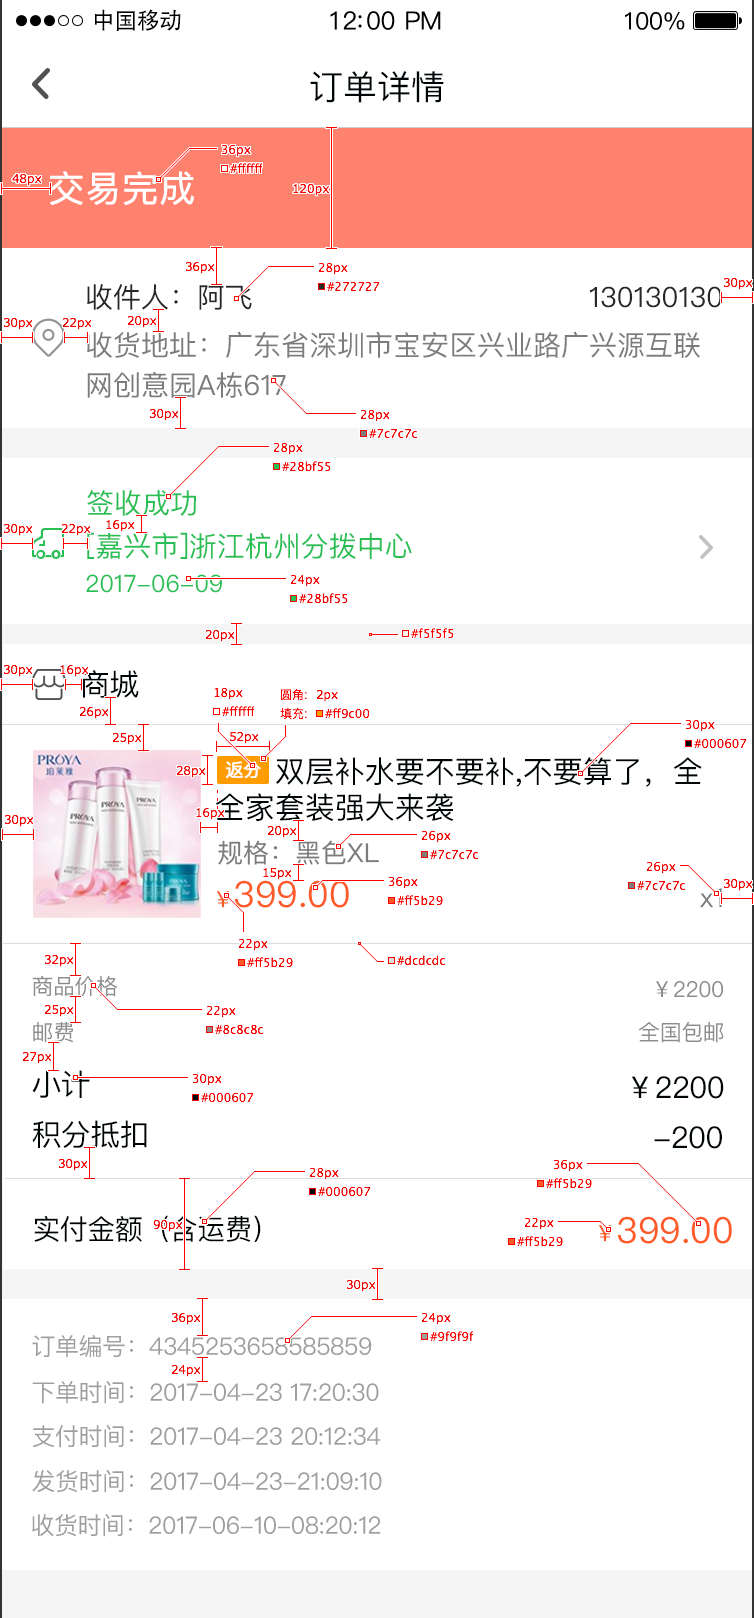 中国移动 12:00 PM 100%
订单详情
36px
#ffffff
48px
交易完成
120px
36px
28px
#272727
收件人：阿飞 130130130
30px
20px
30px
22px
收货地址：广东省深圳市宝安区兴业路广兴源互联
网创意园A栋617
30px
28px
#7c7c7c
28px
#28bf55
签收成功
16px
30px
22px
[嘉兴市]浙江杭州分拨中心
2017-06-09
24px
#28bf55
20px
#f5f5f5
30px
16px
商城
26px
18px
#ffffff
圆角：2px
填充：#ff9c00
25px
52px
30px
#000607
PROYA
珀莱雅
28px
返分 双层补水要不要补,不要算了，全
全家套装强大来袭
16px
30px
20px
26px
#7c7c7c
规格：黑色XL
15px
36px
#ff5b29
¥399.00
26px
#7c7c7c
30px
22px
#ff5b29
#dcdcdc
32px
商品价格 ¥2200
22px
#8c8c8c
25px
邮费 全国包邮
27px
小计 ¥2200
30px
#000607
积分抵扣 -200
30px
28px
#000607
36px
#ff5b29
90px
22px
#ff5b29
实付金额（含运费） ¥399.00
30px
36px
24px
#9f9f9f
订单编号：4345253658585859
24px
下单时间：2017-04-23 17:20:30
支付时间：2017-04-23 20:12:34
发货时间：2017-04-23-21:09:10
收货时间：2017-06-10-08:20:12